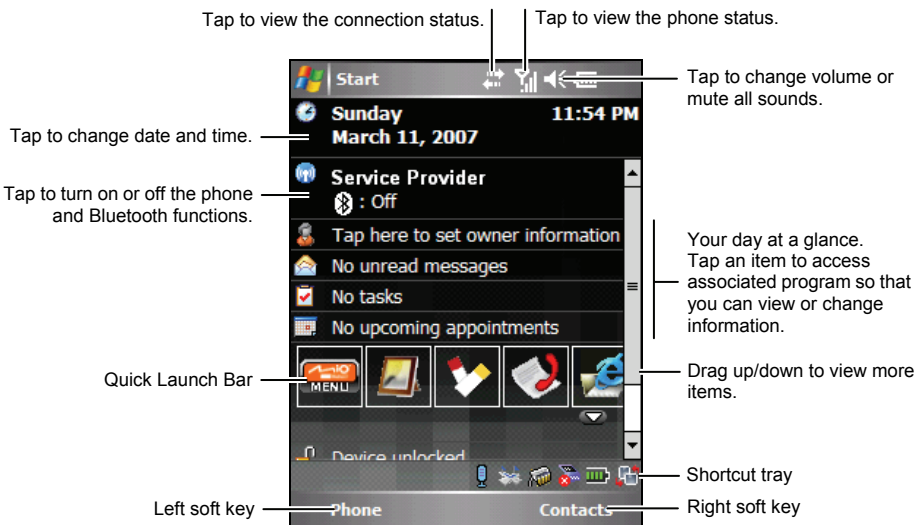 Tap to view the connection status.
Tap to view the phone status.
Start
Tap to change volume or
mute all sounds.
Sunday 11:54 PM
March 11, 2007
Tap to change date and time.
Service Provider
: Off
Tap to turn on or off the phone
and Bluetooth functions.
Tap here to set owner information
No unread messages
No tasks
No upcoming appointments
Your day at a glance.
Tap an item to access
associated program so that
you can view or change
information.
Quick Launch Bar
Mio
MENU
Drag up/down to view more
items.
Device unlocked
Shortcut tray
Left soft key
Phone
Contacts
Right soft key